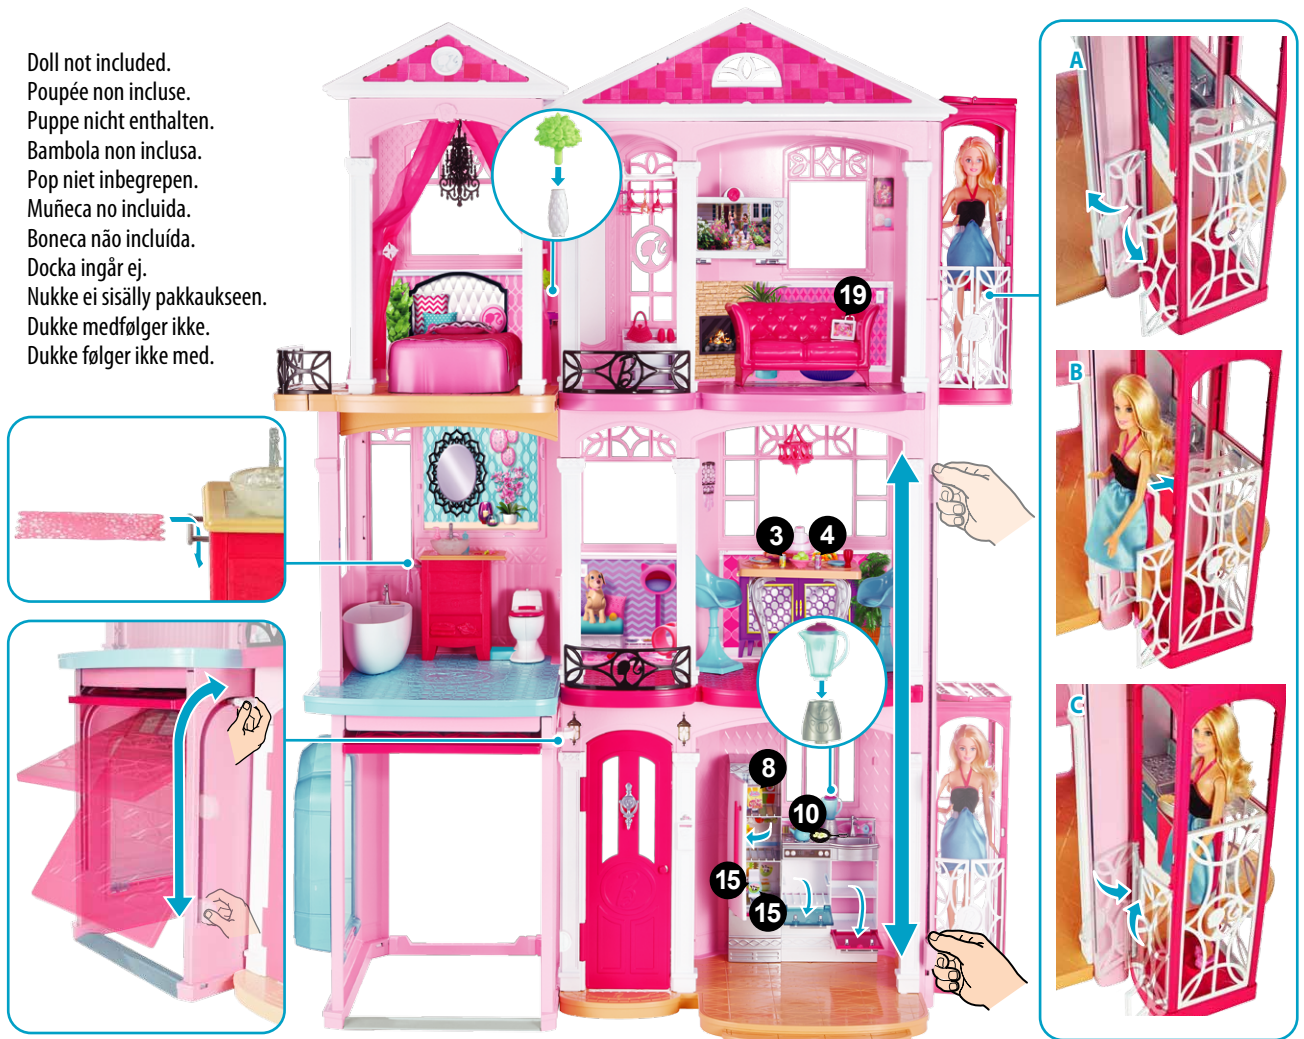 Doll not included.
Poupée non incluse.
Puppe nicht enthalten.
Bambola non inclusa.
Pop niet inbegrepen.
Muñeca no incluida.
Boneca não incluída.
Docka ingår ej.
Nukke ei sisälly pakkaukseen.
Dukke medfølger ikke.
Dukke følger ikke med.
A
19
B
B
3
4
8
10
15
15
C